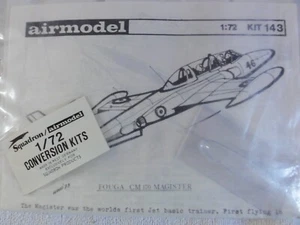 airmodel
1:72 KIT 143
46
Squadron/airmodel
1/72
CONVERSION KITS
FOUGA CM 170 MAGISTER
The Magister was the worlds first Jet basic trainer. First flying in